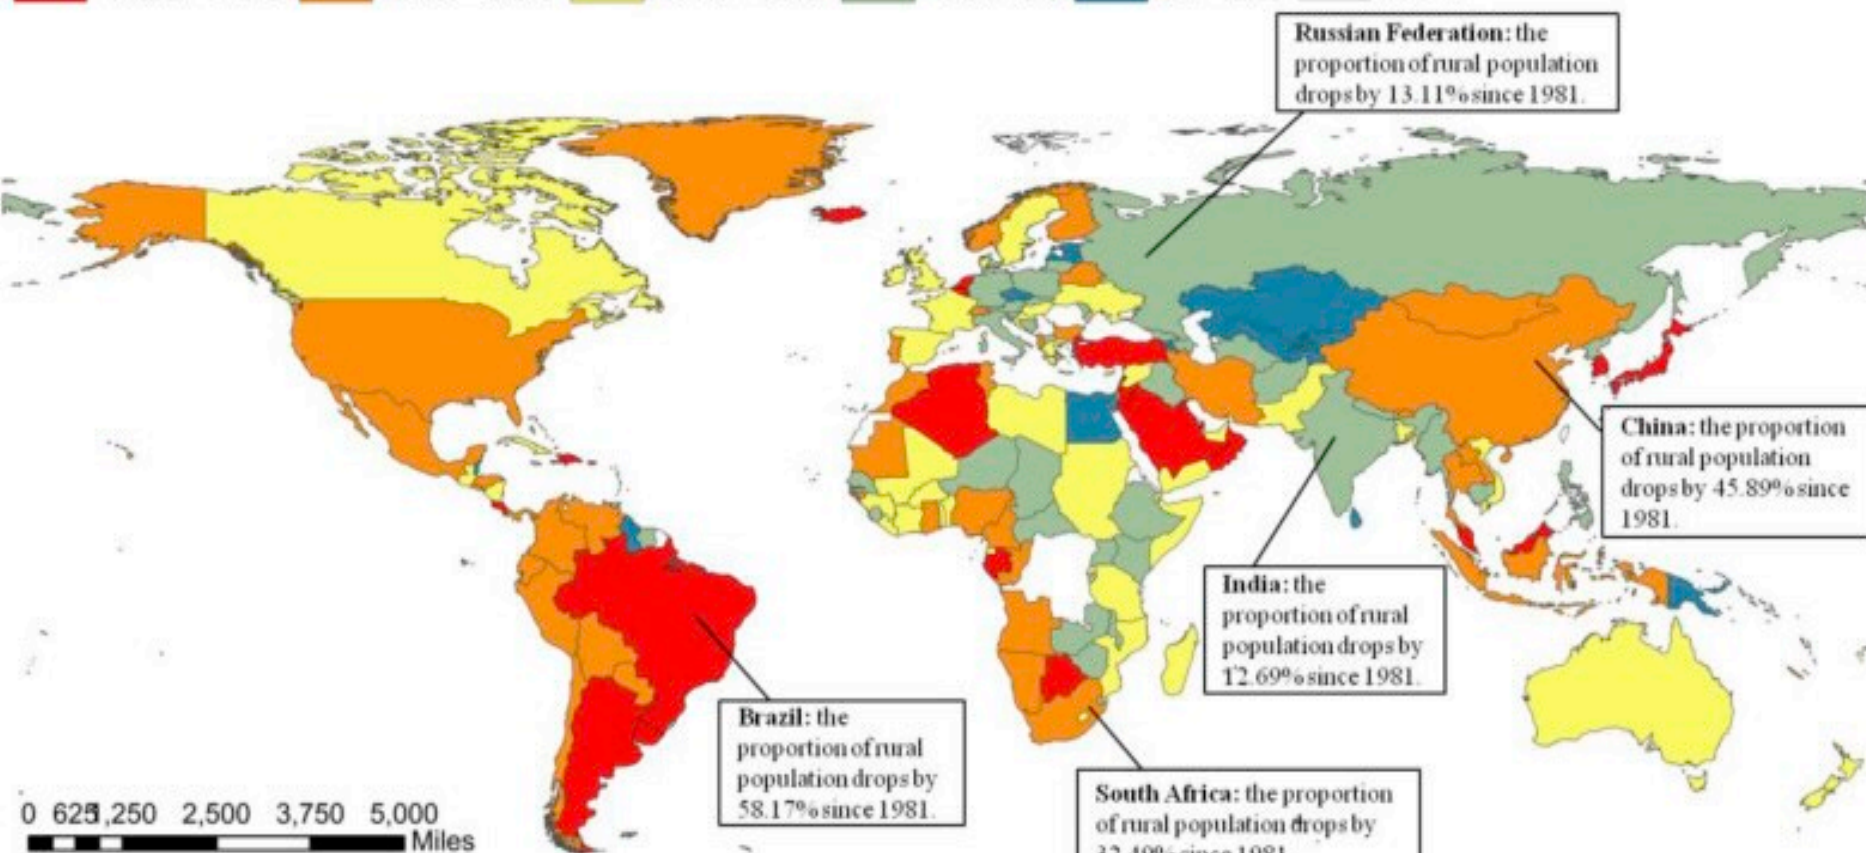 Russian Federation: the
proportion of rural population
drops by 13.11% since 1981.
China: the proportion
of rural population
drops by 45.89% since
1981.
India: the
proportion of rural
population drops by
12.69% since 1981.
Brazil: the
proportion of rural
population drops by
58.17% since 1981.
South Africa: the proportion
of rural population drops by
since 1981.
0 625 1,250 2,500 3,750 5,000
Miles